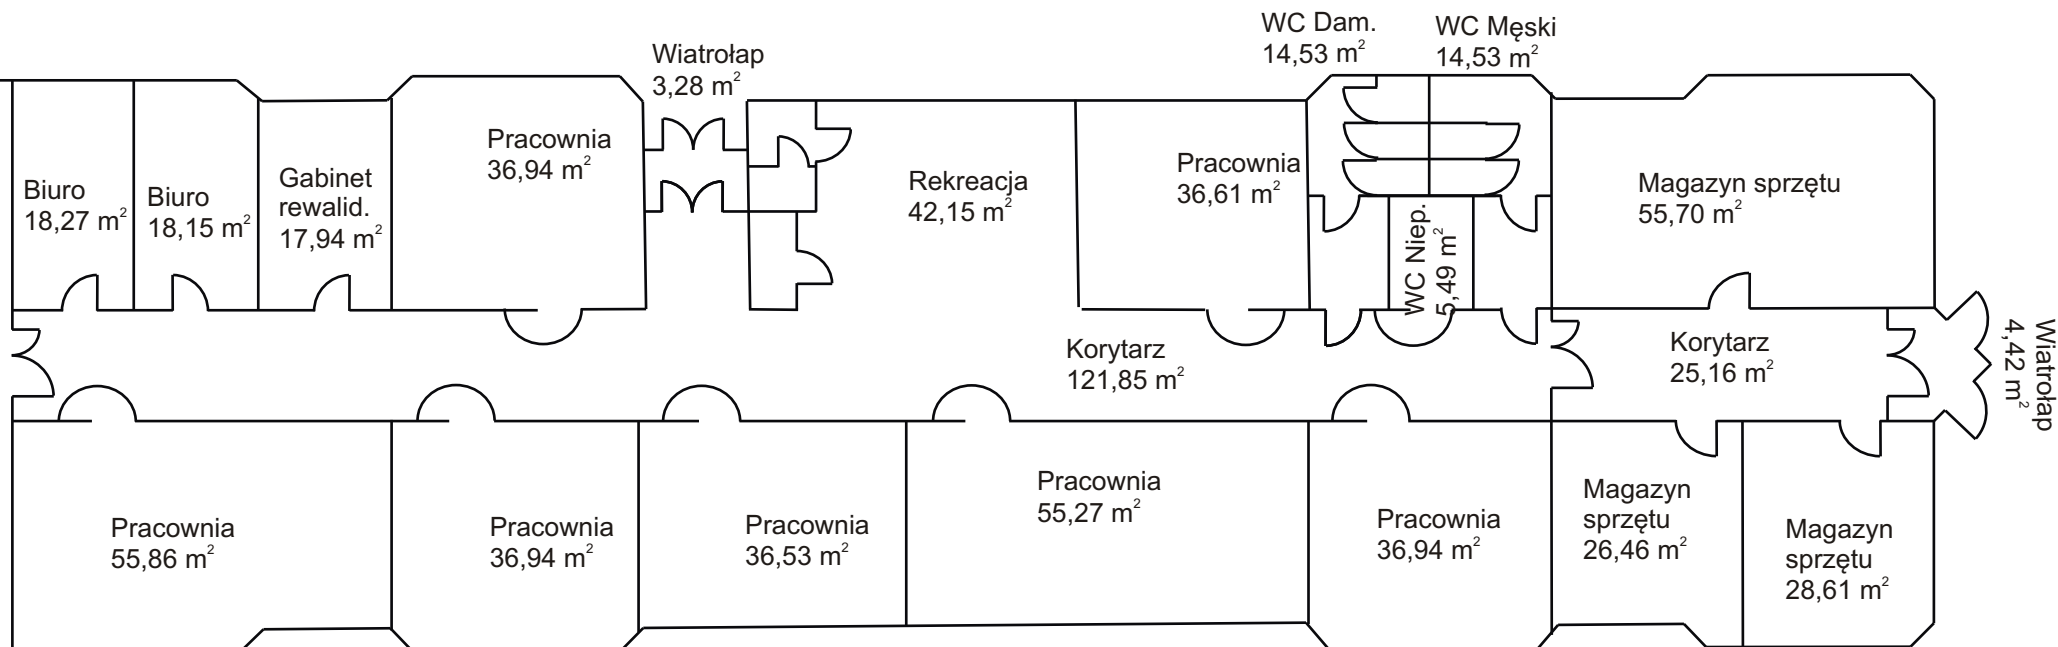 WC Dam.
14,53 m²
WC Męski
14,53 m²
Wiatrołap
3,28 m²
Biuro
18,27 m²
Biuro
18,15 m²
Gabinet
rewalid.
17,94 m²
Pracownia
36,94 m²
Rekreacja
42,15 m²
Pracownia
36,61 m²
WC Niep.
5,49 m²
Magazyn sprzętu
55,70 m²
Korytarz
121,85 m²
Korytarz
25,16 m²
Wiatrołap
4,42 m²
Pracownia
55,86 m²
Pracownia
36,94 m²
Pracownia
36,53 m²
Pracownia
55,27 m²
Pracownia
36,94 m²
Magazyn
sprzętu
26,46 m²
Magazyn
sprzętu
28,61 m²